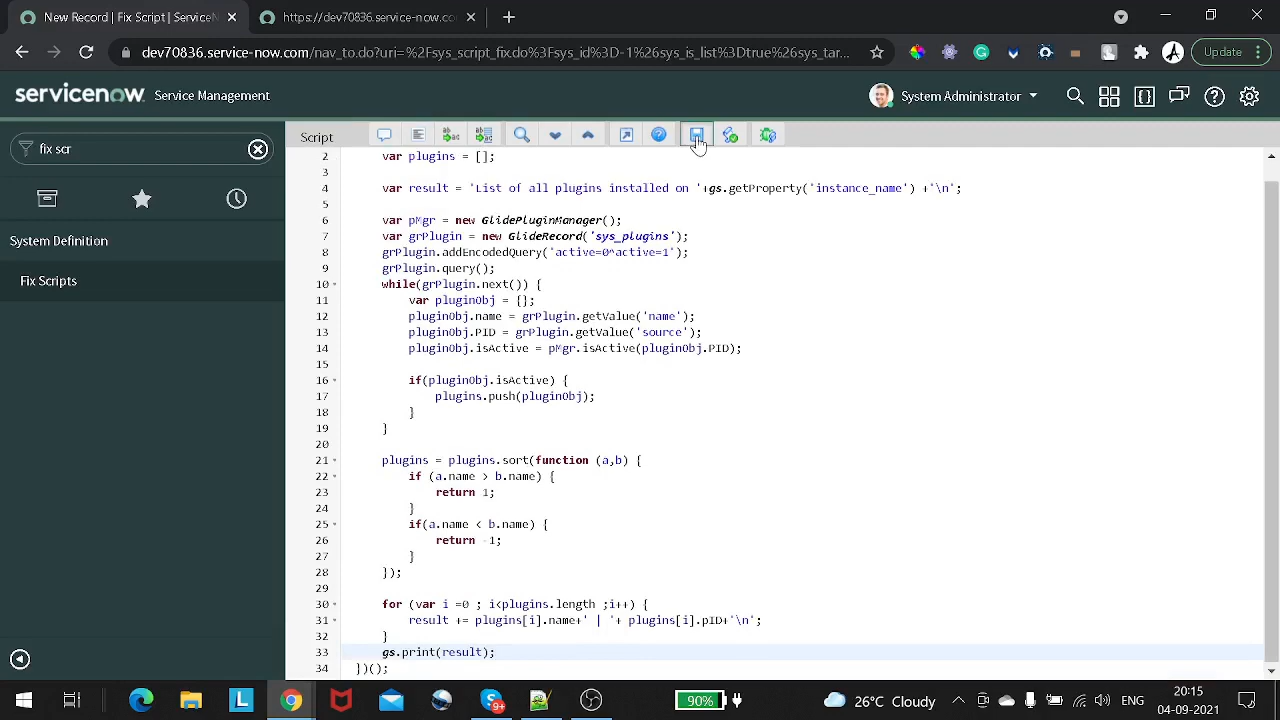 New Record | Fix Script | ServiceN
https://dev70836.service-now.com/
dev70836.service-now.com/nav_to.do?uri=%2Fsys_script_fix.do%3Fsys_id%3D-1%26sys_is_list%3Dtrue%26sys_tar...
Update
servicenow. Service Management
System Administrator
fix scr
System Definition
Fix Scripts
Script
2 var plugins = [];
3
4 var result = 'List of all plugins installed on '+gs.getProperty('instance_name') +'\n';
5
6 var pMgr = new GlidePluginManager();
7 var grPlugin = new GlideRecord('sys_plugins');
8 grPlugin.addEncodedQuery('active=0^active=1');
9 grPlugin.query();
10 while(grPlugin.next()) {
11 var pluginObj = {};
12 pluginObj.name = grPlugin.getValue('name');
13 pluginObj.PID = grPlugin.getValue('source');
14 pluginObj.isActive = pMgr.isActive(pluginObj.PID);
15
16 if(pluginObj.isActive) {
17 plugins.push(pluginObj);
18 }
19 }
20
21 plugins = plugins.sort(function (a,b) {
22 if (a.name > b.name) {
23 return 1;
24 }
25 if(a.name < b.name) {
26 return -1;
27 }
28 });
29
30 for (var i =0 ; i<plugins.length ;i++) {
31 result += plugins[i].name+' | '+ plugins[i].pID+'\n';
32 }
33 gs.print(result);
34 })();
90%
26°C Cloudy
ENG
20:15
04-09-2021